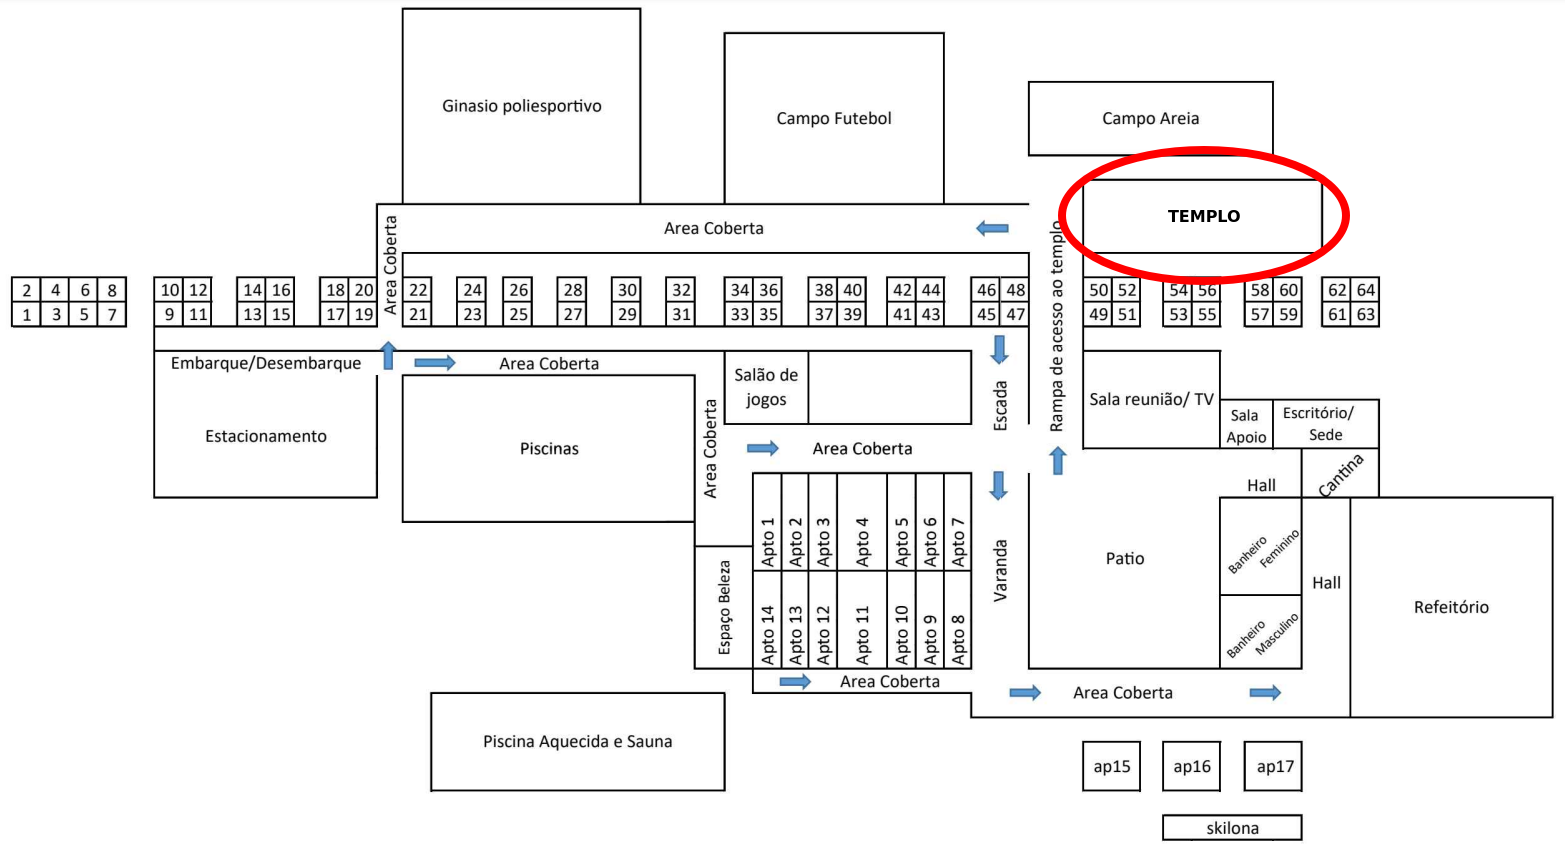 Ginasio poliesportivo
Campo Futebol
Campo Areia
TEMPLO
Area Coberta
Area Coberta
Rampa de acesso ao templo
2 4 6 8
1 3 5 7
10 12
9 11
14 16
13 15
18 20
17 19
22
21
24
23
26
25
28
27
30
29
32
31
34 36
33 35
38 40
37 39
42 44
41 43
46 48
45 47
50 52
49 51
54 56
53 55
58 60
57 59
62 64
61 63
Embarque/Desembarque
Area Coberta
Estacionamento
Piscinas
Area Coberta
Salão de
jogos
Area Coberta
Escada
Sala reunião/ TV
Sala
Apoio
Escritório/
Sede
Hall
Cantina
Apto 1
Apto 2
Apto 3
Apto 4
Apto 5
Apto 6
Apto 7
Varanda
Patio
Banheiro
Feminino
Hall
Refeitório
Espaço Beleza
Apto 14
Apto 13
Apto 12
Apto 11
Apto 10
Apto 9
Apto 8
Banheiro
Masculino
Area Coberta
Area Coberta
Piscina Aquecida e Sauna
ap15
ap16
ap17
skilona